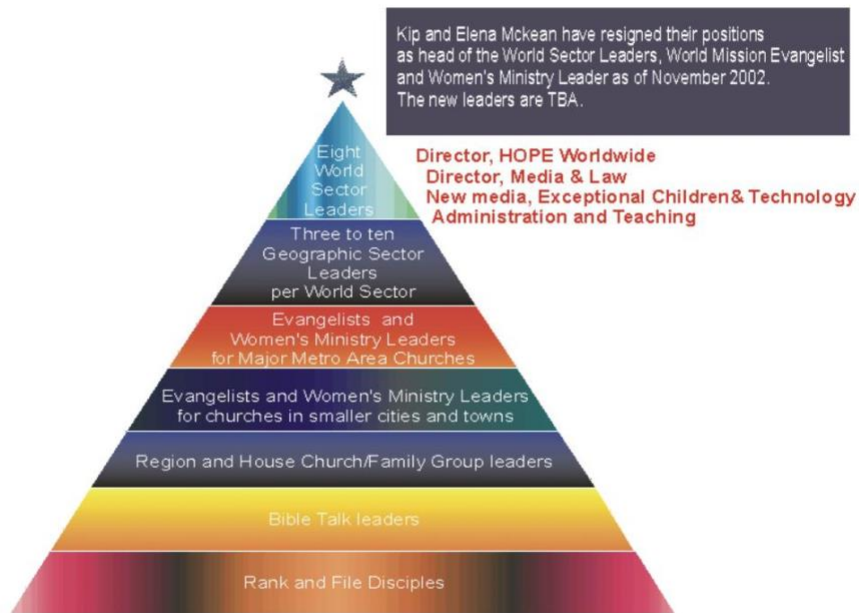 Kip and Elena Mckean have resigned their positions
as head of the World Sector Leaders, World Mission Evangelist
and Women's Ministry Leader as of November 2002.
The new leaders are TBA.
Eight
World
Sector
Leaders
Director, HOPE Worldwide
Director, Media & Law
New media, Exceptional Children& Technology
Administration and Teaching
Three to ten
Geographic Sector
Leaders
per World Sector
Evangelists and
Women's Ministry Leaders
for Major Metro Area Churches
Evangelists and Women's Ministry Leaders
for churches in smaller cities and towns
Region and House Church/Family Group leaders
Bible Talk leaders
Rank and File Disciples